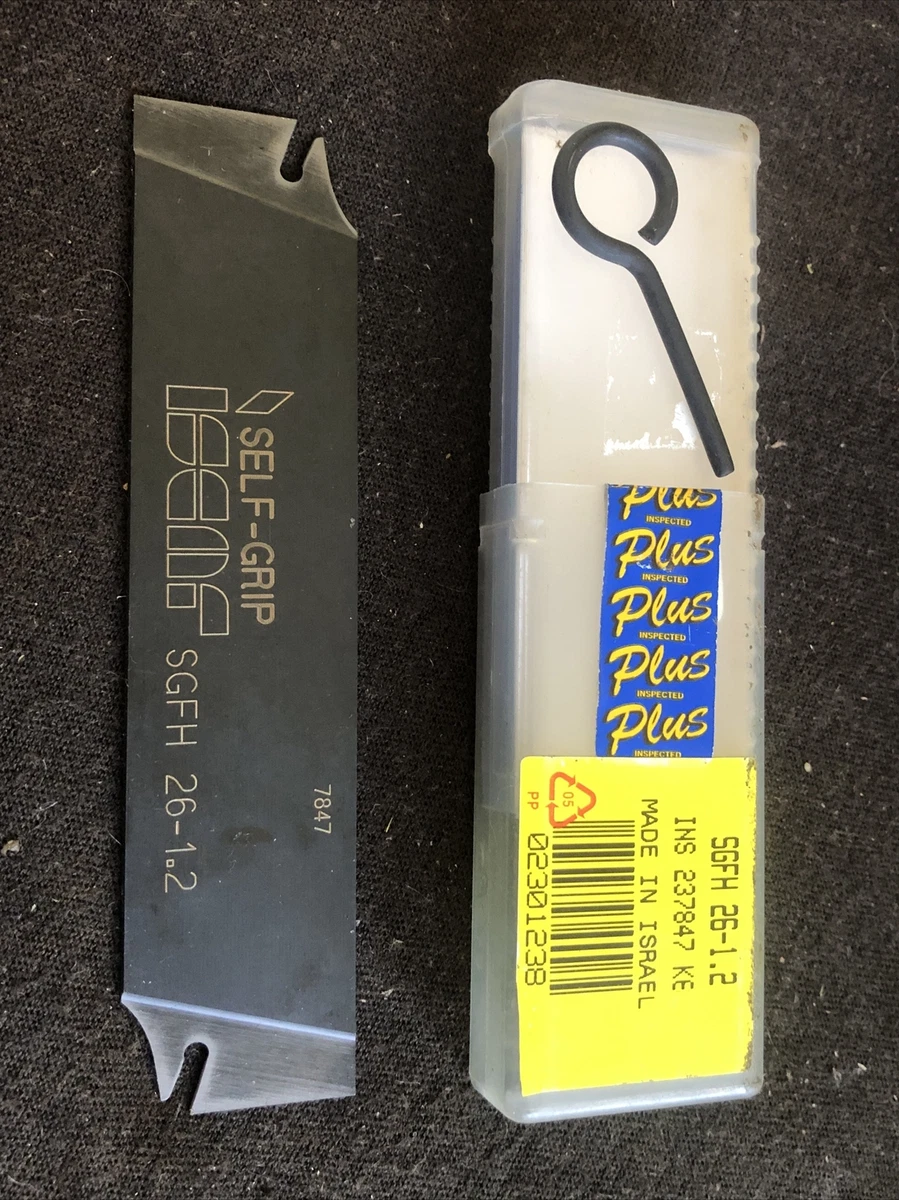 SELF-GRIP
ISCAR
SGFH 26-1.2
7847
Plus
INSPECTED
Plus
INSPECTED
Plus
INSPECTED
Plus
INSPECTED
Plus
INSPECTED
SGFH 26-1.2
INS 237847 KE
MADE IN ISRAEL
02301238
05
PP